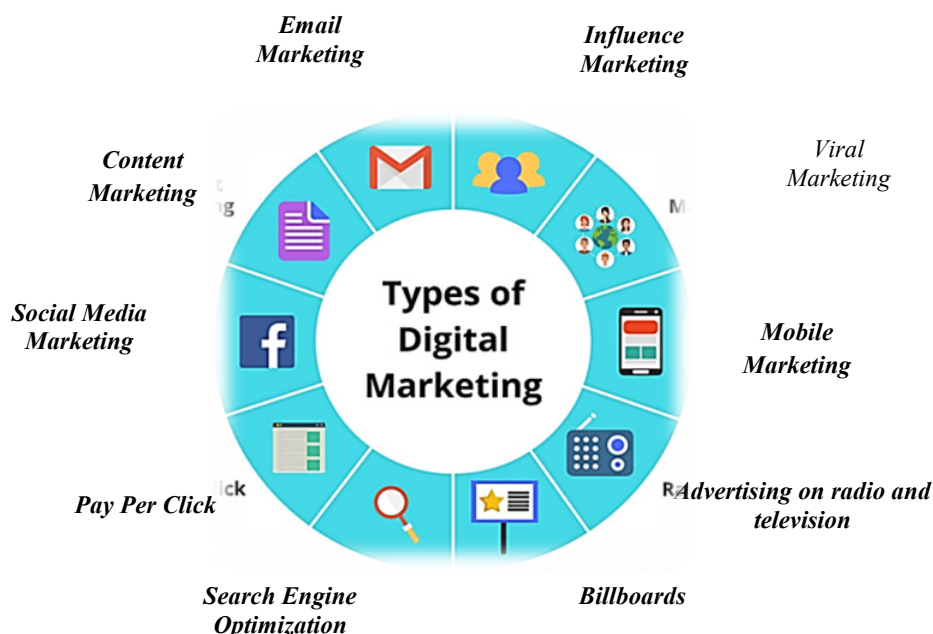 Email
Marketing
Influence
Marketing
Viral
Marketing
Content
Marketing
Social Media
Marketing
Types of
Digital
Marketing
Mobile
Marketing
Pay Per Click
Advertising on radio and
television
Search Engine
Optimization
Billboards